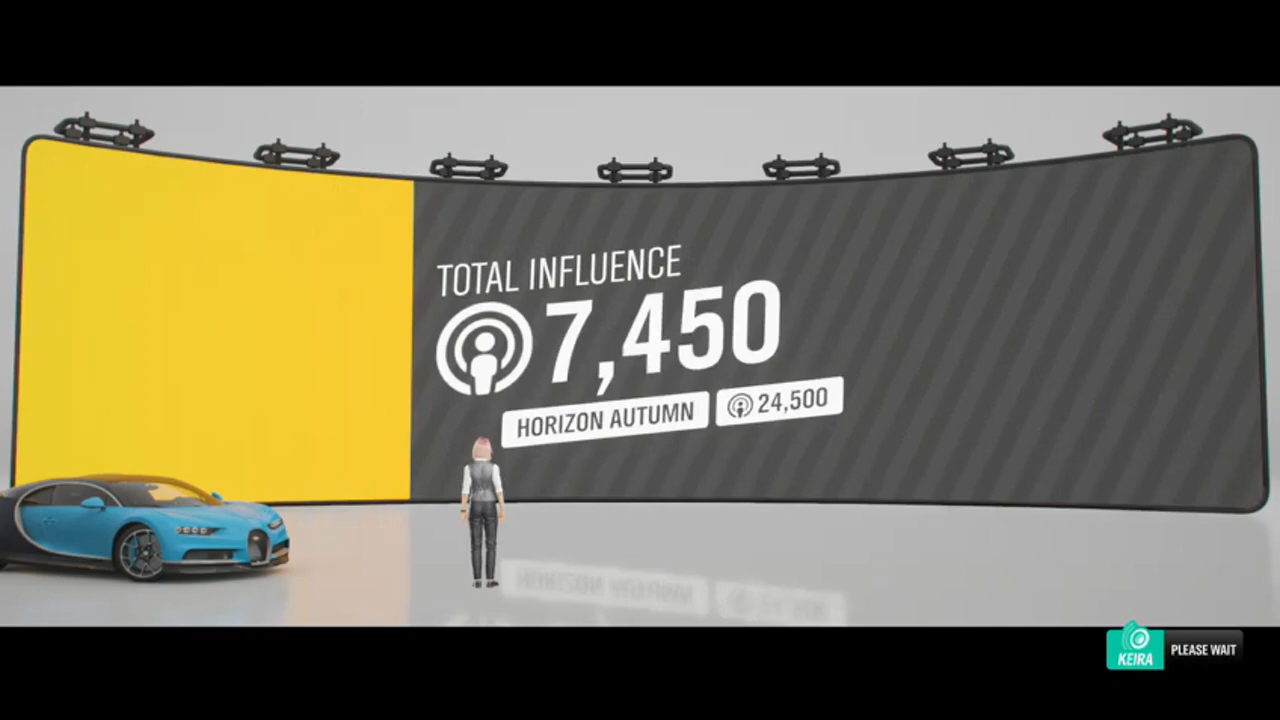 TOTAL INFLUENCE
7,450
HORIZON AUTUMN 24,500
KEIRA PLEASE WAIT